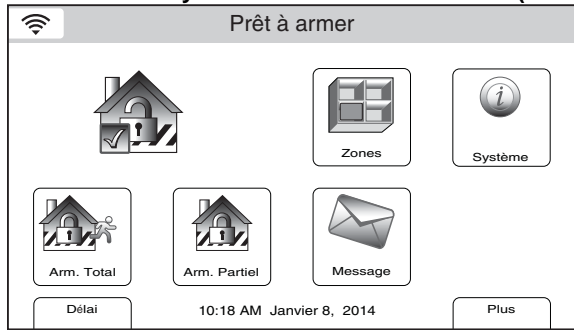 Prêt à armer
Zones
Système
Arm. Total
Arm. Partiel
Message
Délai
10:18 AM Janvier 8, 2014
Plus